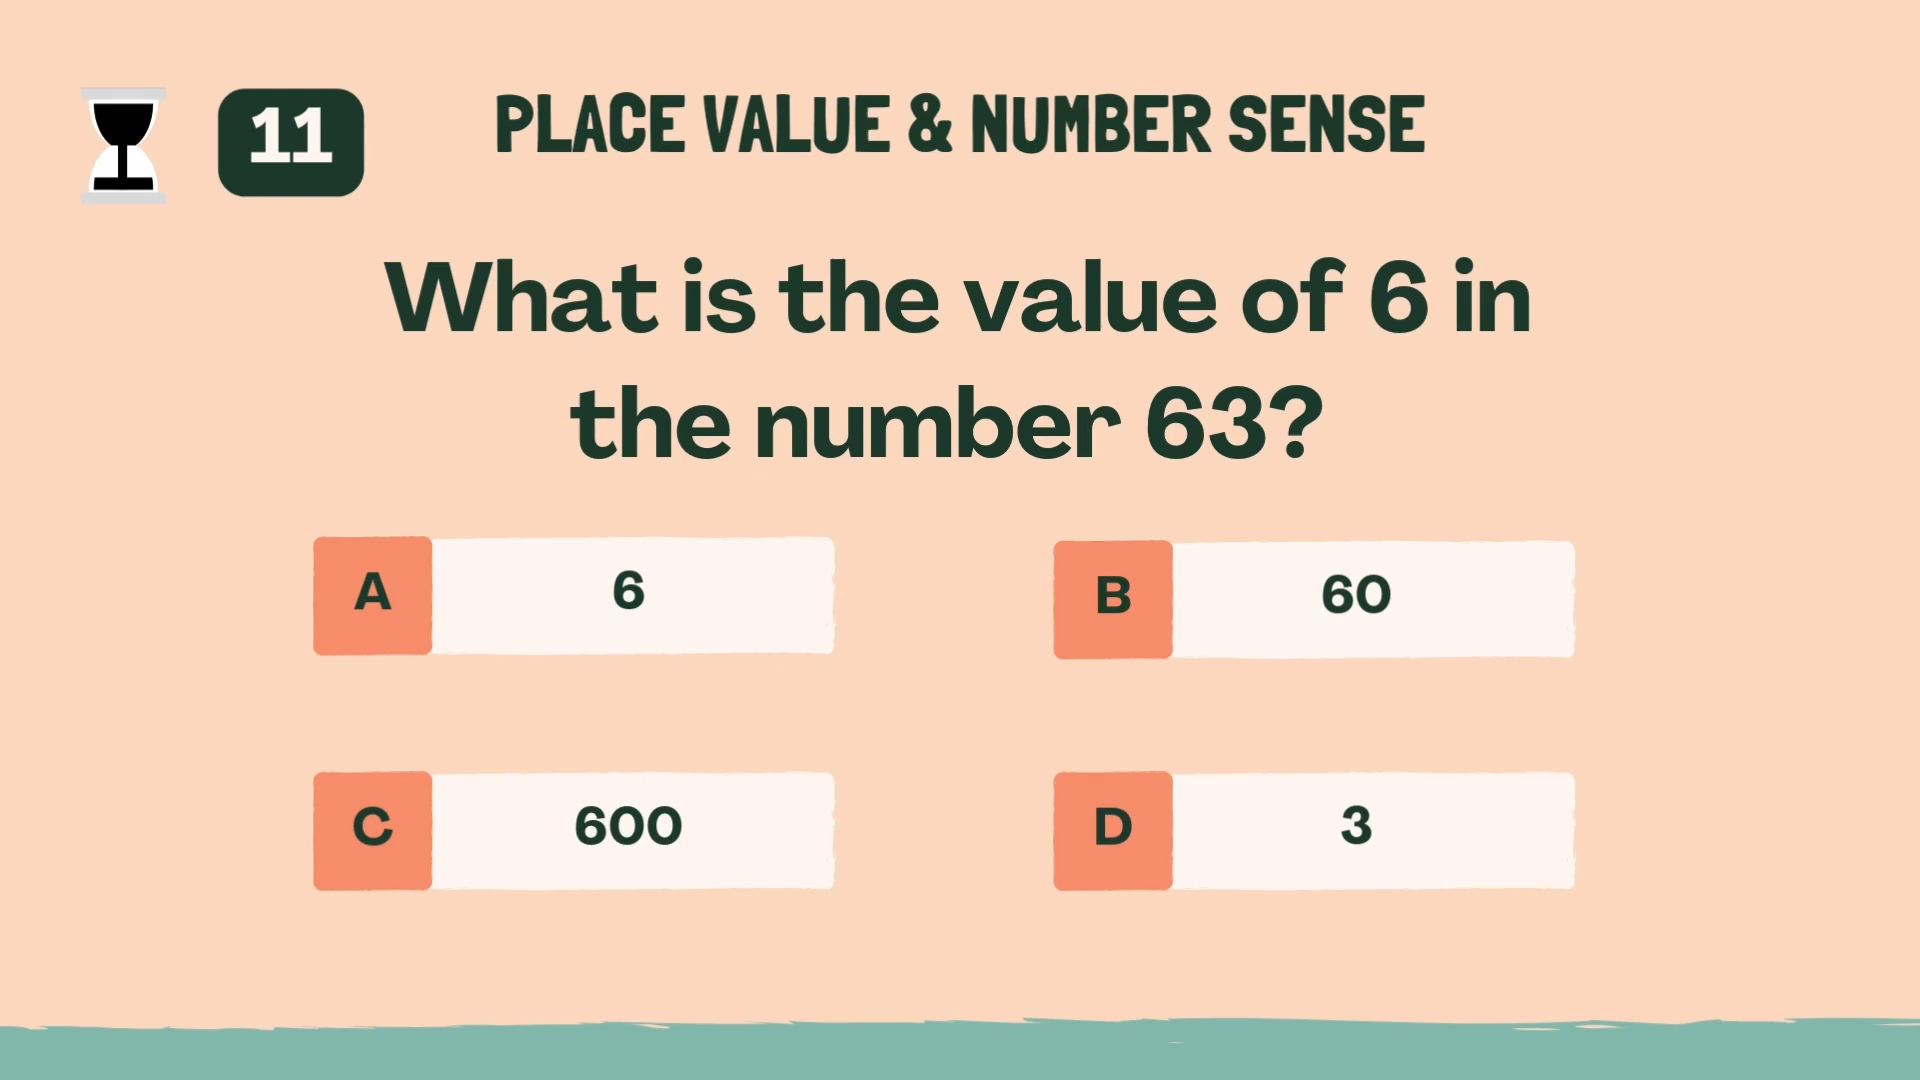 11
PLACE VALUE & NUMBER SENSE
What is the value of 6 in
the number 63?
A 6
B 60
C 600
D 3